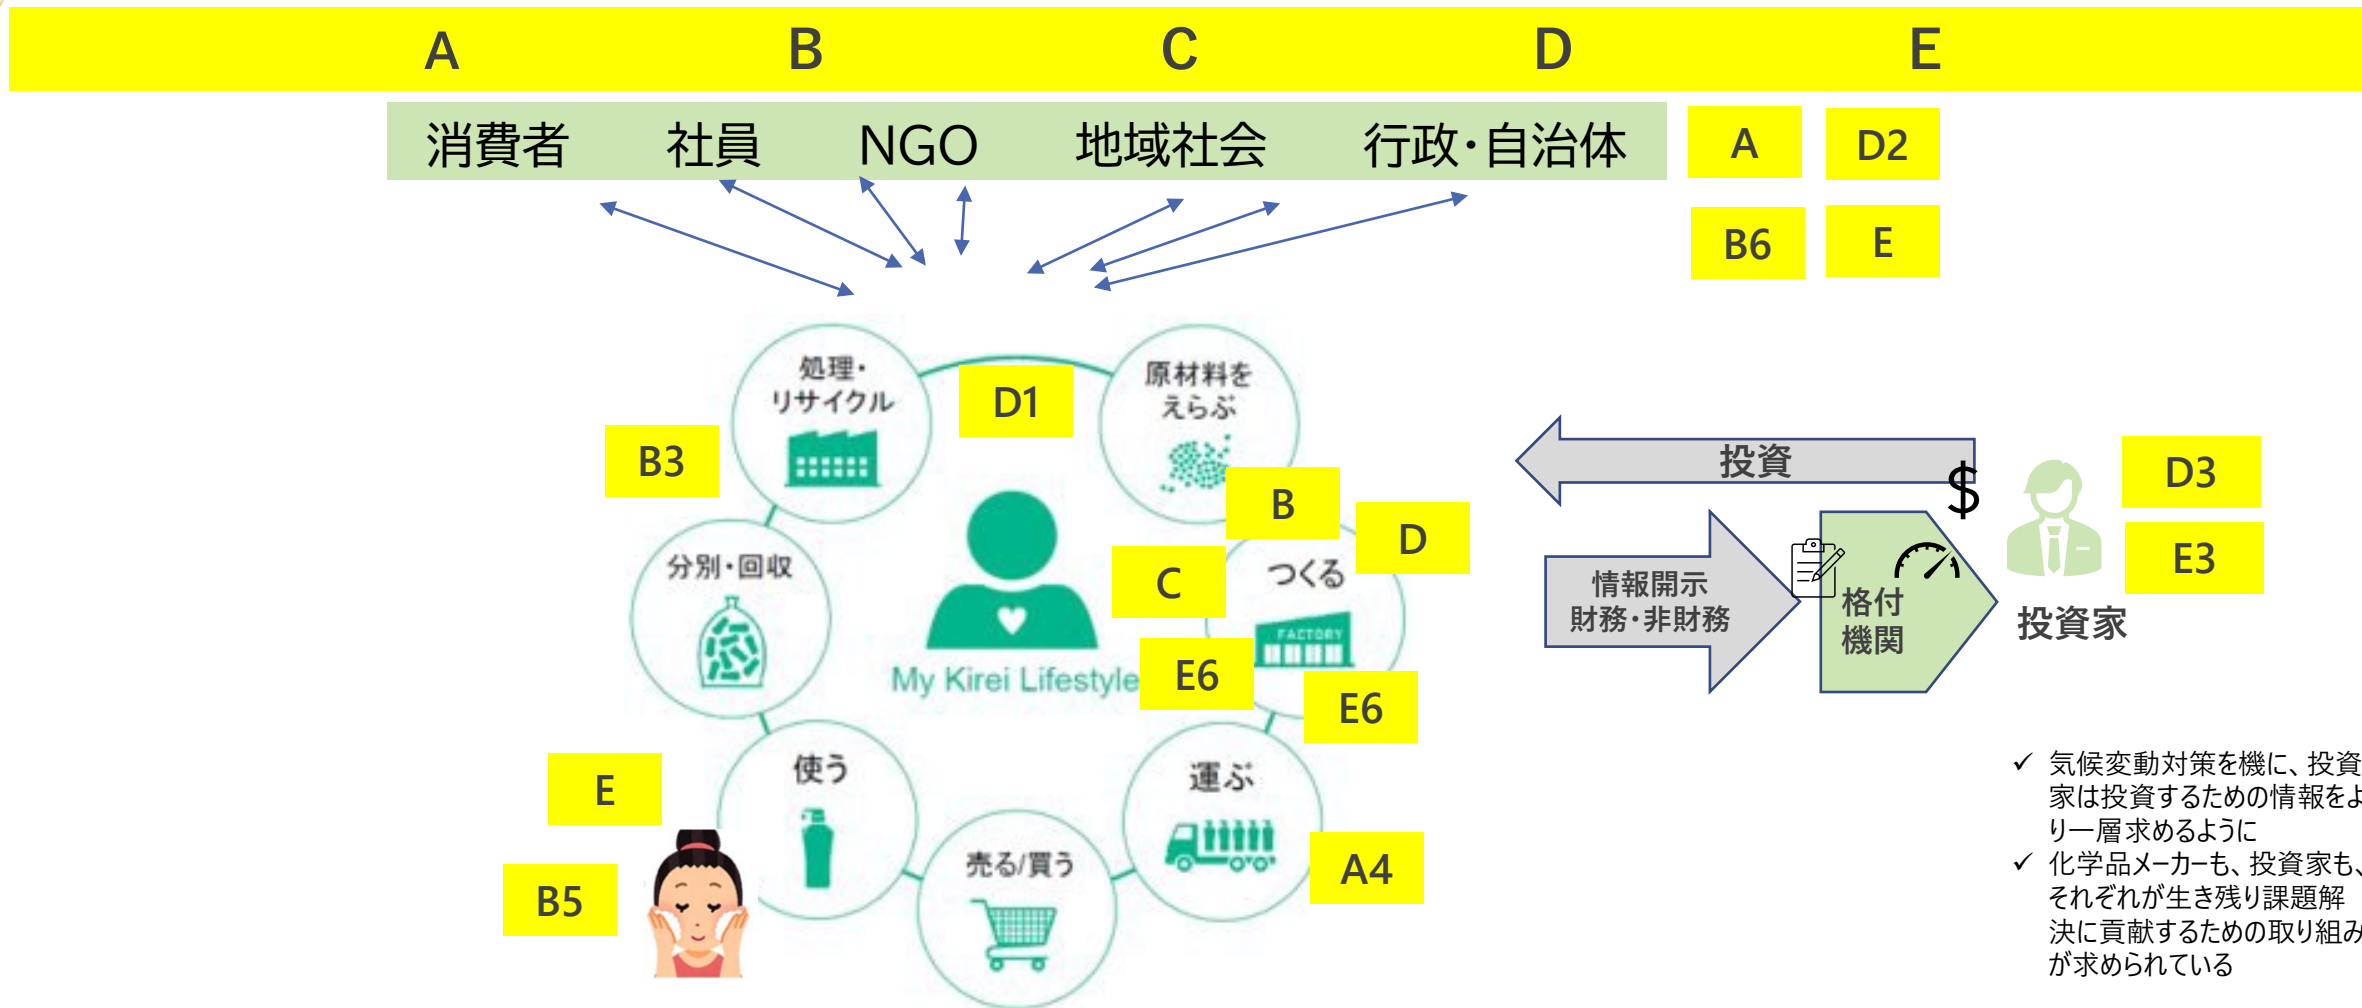 A B C D E
消費者 社員 NGO 地域社会 行政・自治体
A D2
B6 E
処理・
リサイクル
D1
原材料を
えらぶ
B3
B
D
分別・回収
C
つくる
FACTORY
My Kirei Lifestyle
E6
E6
使う
運ぶ
E
売る/買う
A4
B5
投資
$
D3
E3
情報開示
財務・非財務
格付
機関
投資家
✓ 気候変動対策を機に、投資
家は投資するための情報をよ
り一層求めるように
✓ 化学品メーカーも、投資家も、
それぞれが生き残り課題解
決に貢献するための取り組み
が求められている